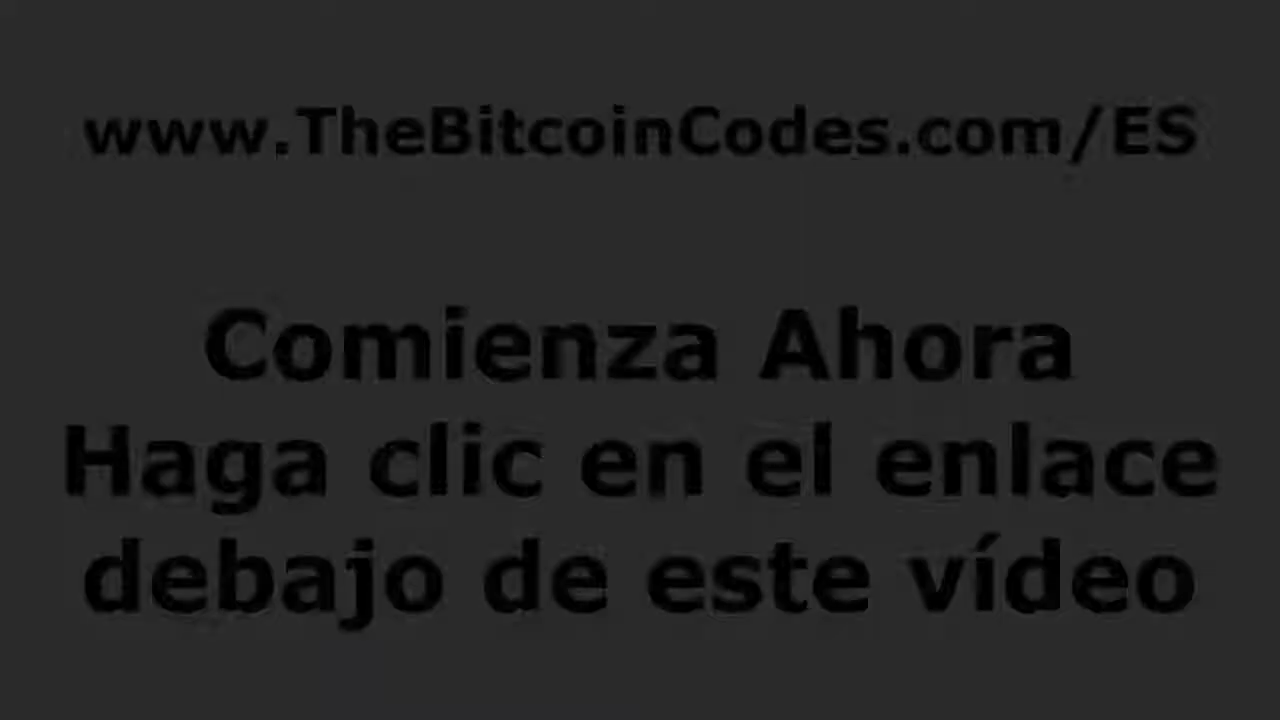 www.TheBitcoinCodes.com/ES
Comienza Ahora
Haga clic en el enlace
debajo de este vídeo